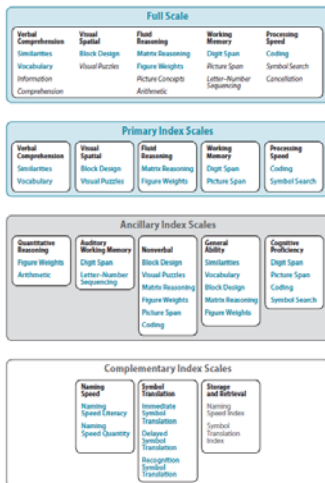 Full Scale
Verbal Comprehension
Similarities
Vocabulary
Information
Comprehension
Visual Spatial
Block Design
Visual Puzzles
Fluid Reasoning
Matrix Reasoning
Figure Weights
Picture Concepts
Arithmetic
Working Memory
Digit Span
Picture Span
Letter–Number
Sequencing
Processing Speed
Coding
Symbol Search
Cancellation
Primary Index Scales
Verbal Comprehension
Similarities
Vocabulary
Visual Spatial
Block Design
Visual Puzzles
Fluid Reasoning
Matrix Reasoning
Figure Weights
Working Memory
Digit Span
Picture Span
Processing Speed
Coding
Symbol Search
Ancillary Index Scales
Quantitative Reasoning
Figure Weights
Arithmetic
Auditory Working Memory
Digit Span
Letter–Number
Sequencing
Nonverbal
Block Design
Visual Puzzles
Matrix Reasoning
Figure Weights
Picture Span
Coding
General Ability
Similarities
Vocabulary
Block Design
Matrix Reasoning
Figure Weights
Cognitive Proficiency
Digit Span
Picture Span
Coding
Symbol Search
Complementary Index Scales
Naming Speed
Naming
Speed Literacy
Naming
Speed Quantity
Symbol Translation
Immediate
Symbol
Translation
Delayed
Symbol
Translation
Recognition
Symbol
Translation
Storage and Retrieval
Naming
Speed Index
Symbol
Translation
Index